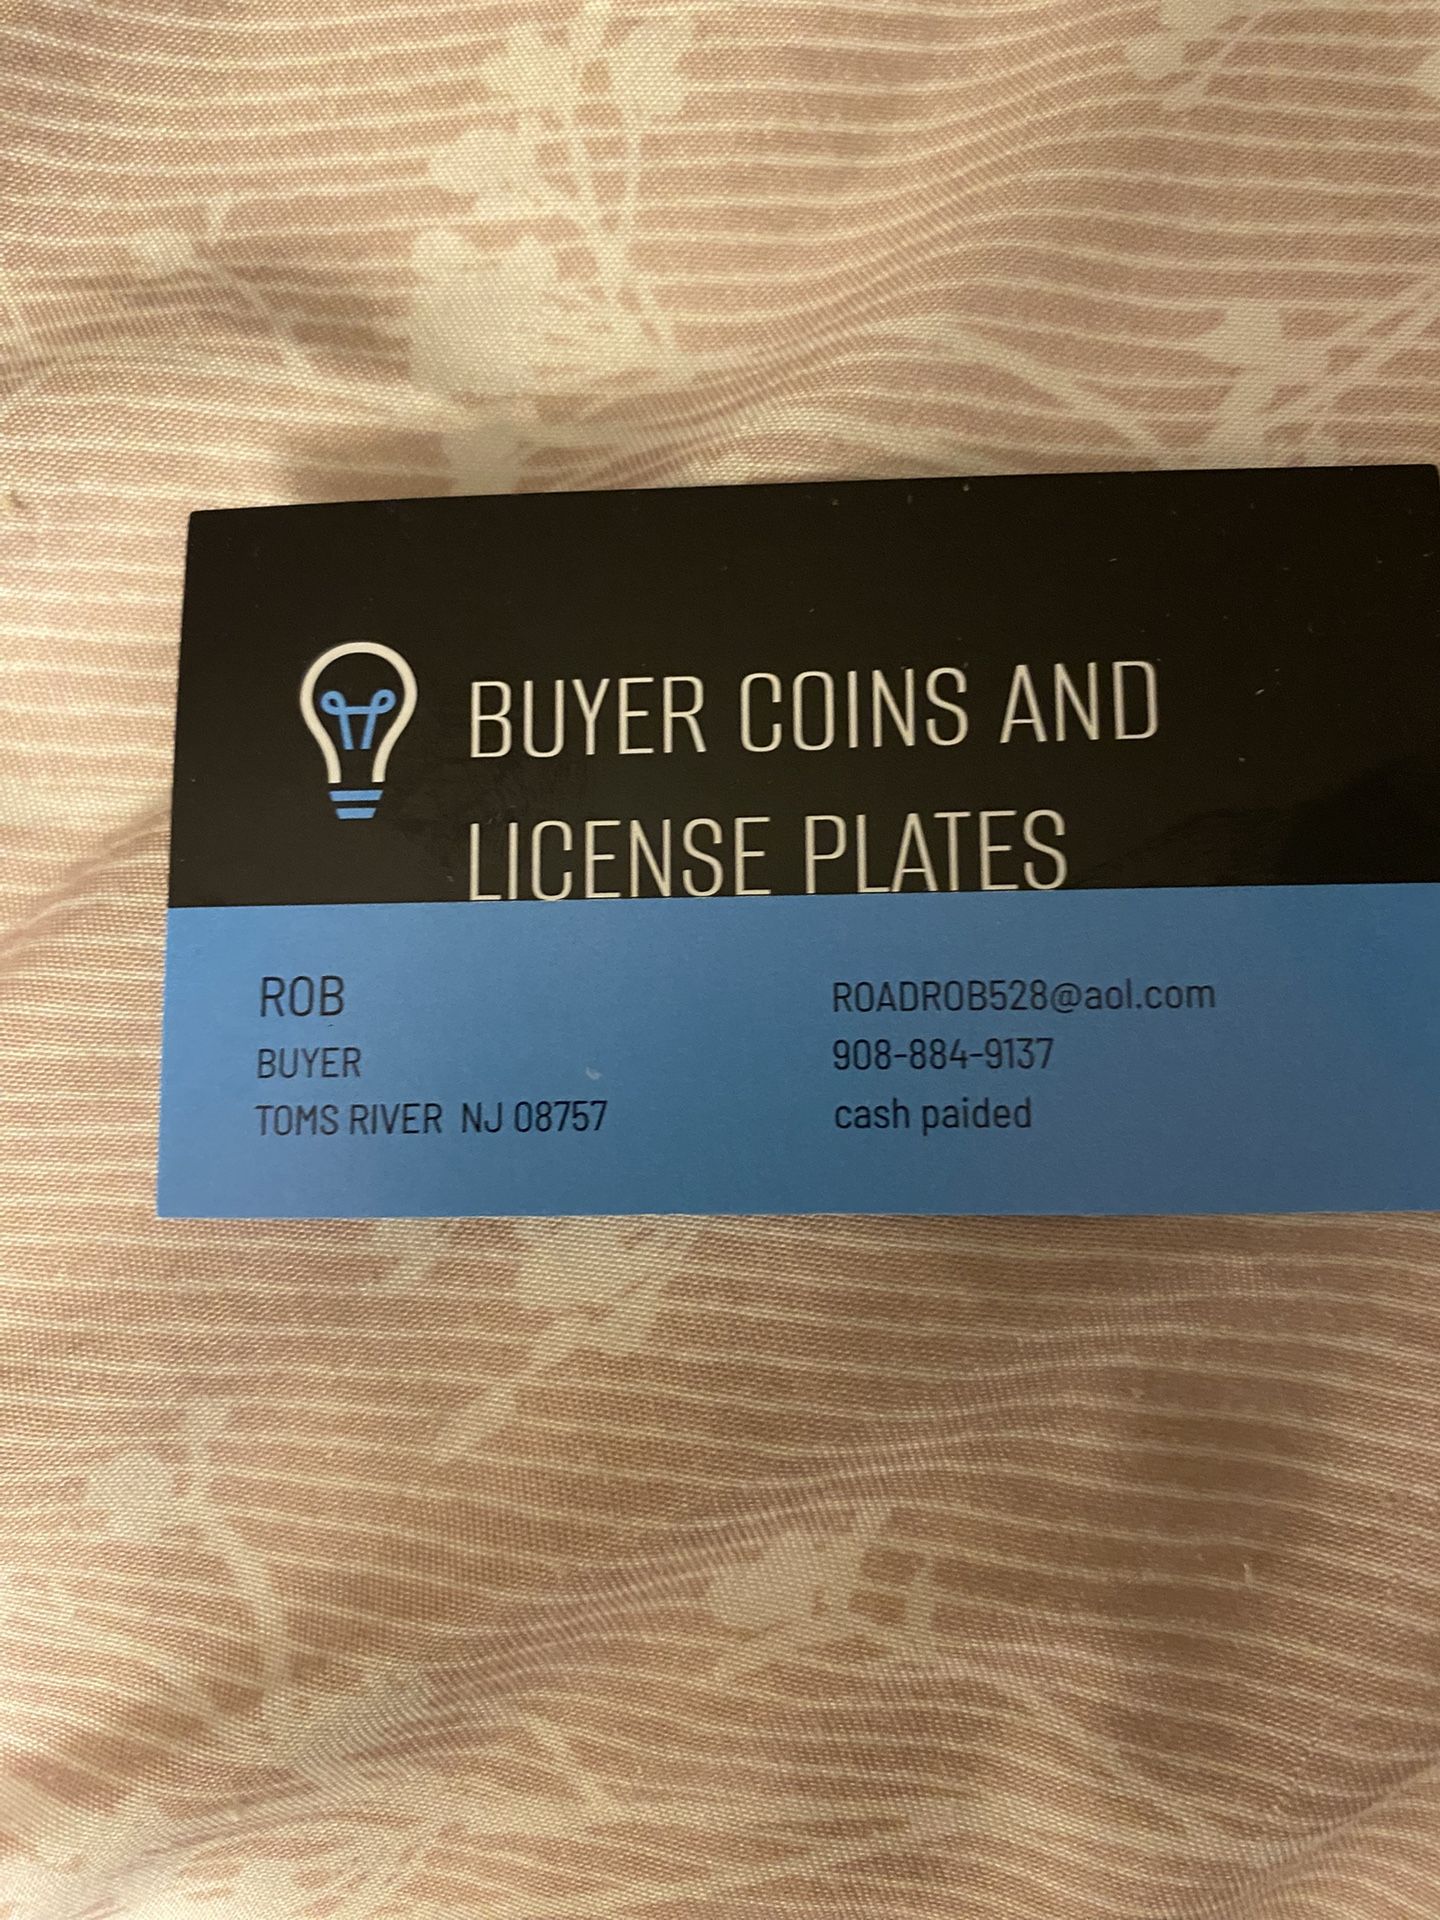 BUYER COINS AND
LICENSE PLATES
ROB
BUYER
TOMS RIVER NJ 08757
ROADROB528@aol.com
908-884-9137
cash paided